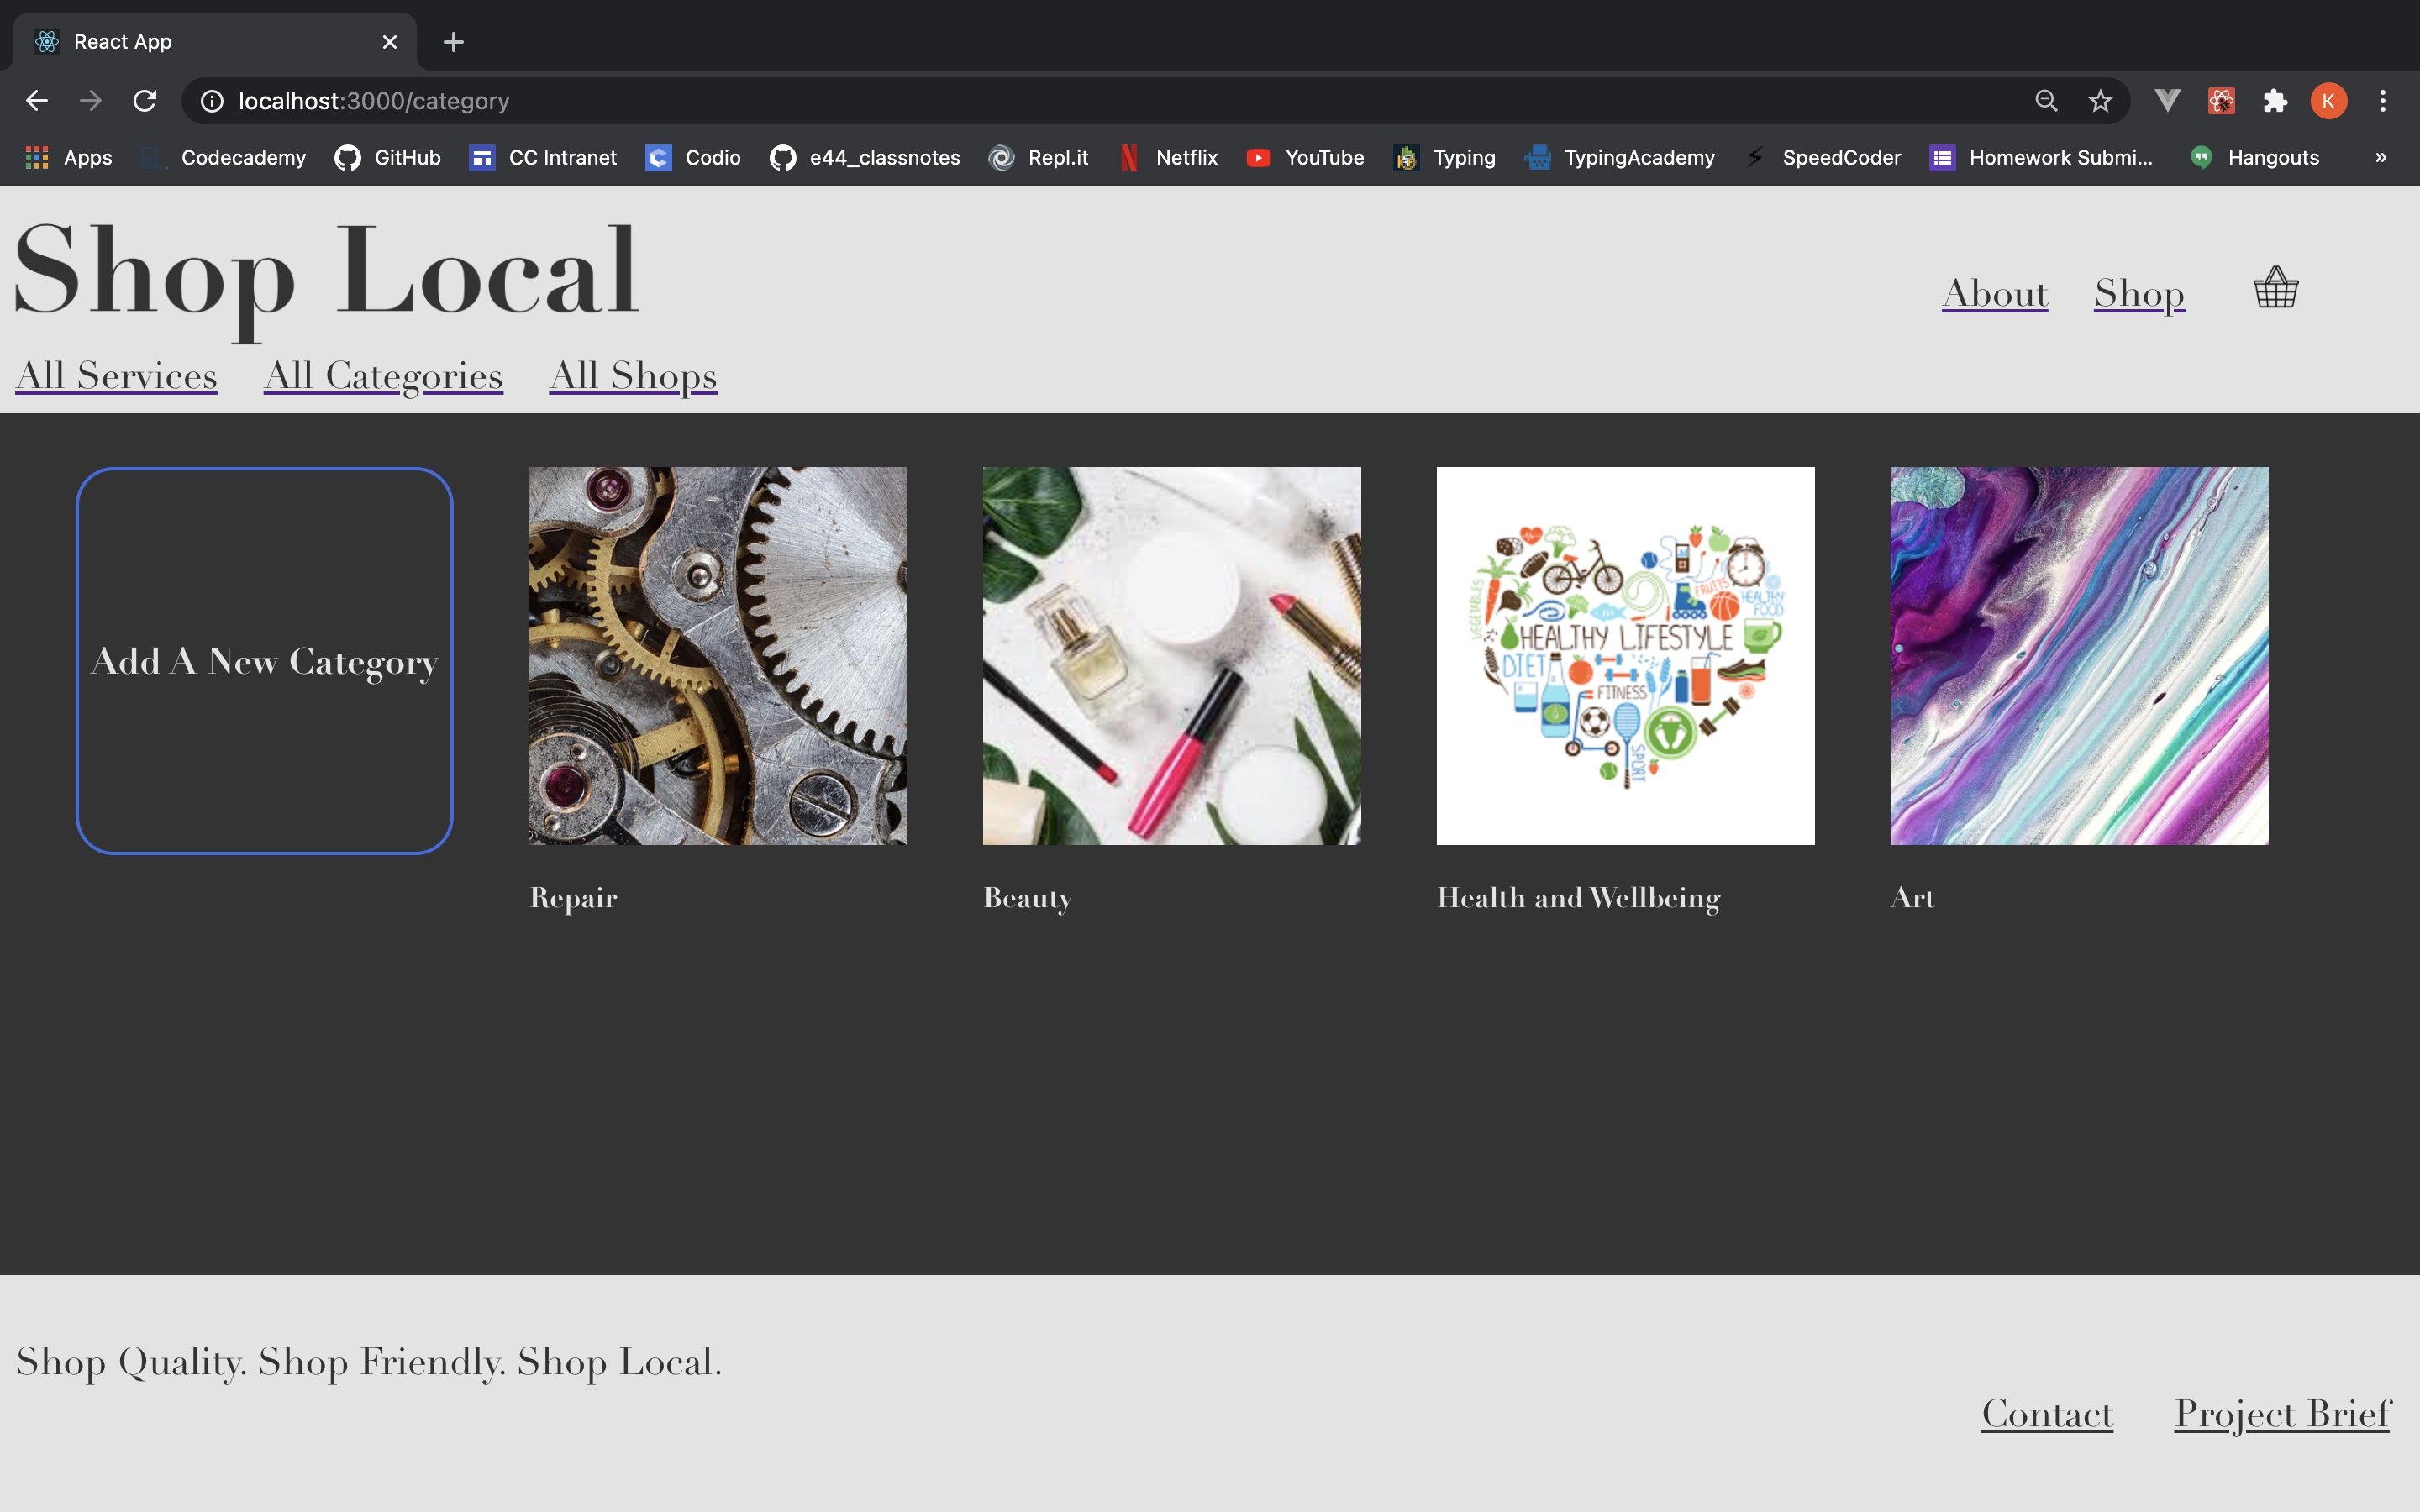 React App
localhost:3000/category
K
Apps Codecademy GitHub CC Intranet Codio e44_classnotes Repl.it Netflix YouTube Typing TypingAcademy SpeedCoder Homework Submi... Hangouts »
Shop Local
About Shop
All Services All Categories All Shops
Add A New Category
VEGETABLES
FRUITS
HEALTHY
FOOD
HEALTHY LIFESTYLE
DIET
FITNESS
SPORT
Repair
Beauty
Health and Wellbeing
Art
Shop Quality. Shop Friendly. Shop Local.
Contact Project Brief